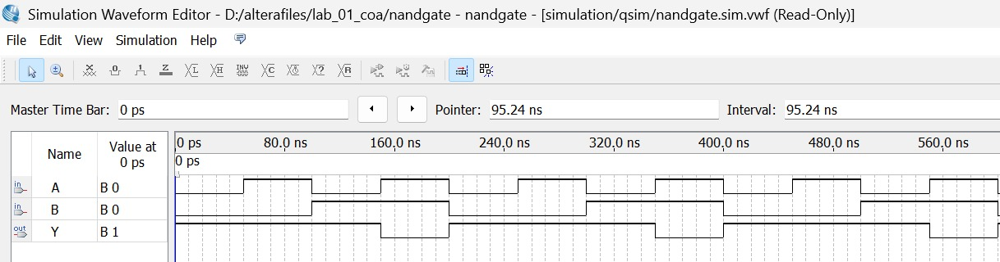 Simulation Waveform Editor - D:/alterafiles/lab_01_coa/nandgate - nandgate - [simulation/qsim/nandgate.sim.vwf (Read-Only)]
File Edit View Simulation Help
0 1 Z L H INV C ? R
Master Time Bar: 0 ps Pointer: 95.24 ns Interval: 95.24 ns
Name Value at 0 ps 0 ps 80.0 ns 160.0 ns 240.0 ns 320.0 ns 400.0 ns 480.0 ns 560.0 ns
0 ps
in A B 0
in B B 0
out Y B 1